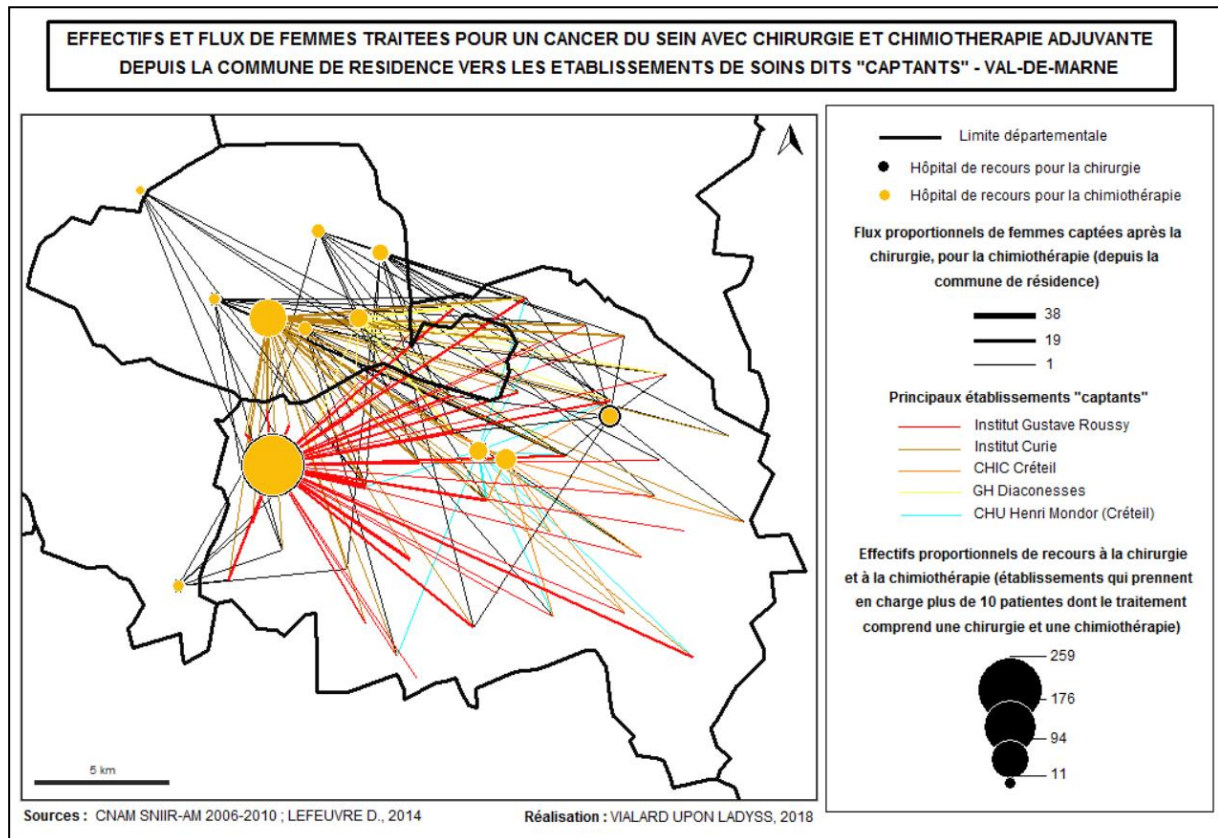 EFFECTIFS ET FLUX DE FEMMES TRAITEES POUR UN CANCER DU SEIN AVEC CHIRURGIE ET CHIMIOTHERAPIE ADJUVANTE
DEPUIS LA COMMUNE DE RESIDENCE VERS LES ETABLISSEMENTS DE SOINS DITS "CAPTANTS" - VAL-DE-MARNE
Limite départementale
Hôpital de recours pour la chirurgie
Hôpital de recours pour la chimiothérapie
Flux proportionnels de femmes captées après la
chirurgie, pour la chimiothérapie (depuis la
commune de résidence)
38
19
1
Principaux établissements "captants"
Institut Gustave Roussy
Institut Curie
CHIC Créteil
GH Diaconesses
CHU Henri Mondor (Créteil)
Effectifs proportionnels de recours à la chirurgie
et à la chimiothérapie (établissements qui prennent
en charge plus de 10 patientes dont le traitement
comprend une chirurgie et une chimiothérapie)
259
176
94
11
5 km
Sources : CNAM SNIIR-AM 2006-2010 ; LEFEUVRE D., 2014
Réalisation : VIALARD UPON LADYSS, 2018